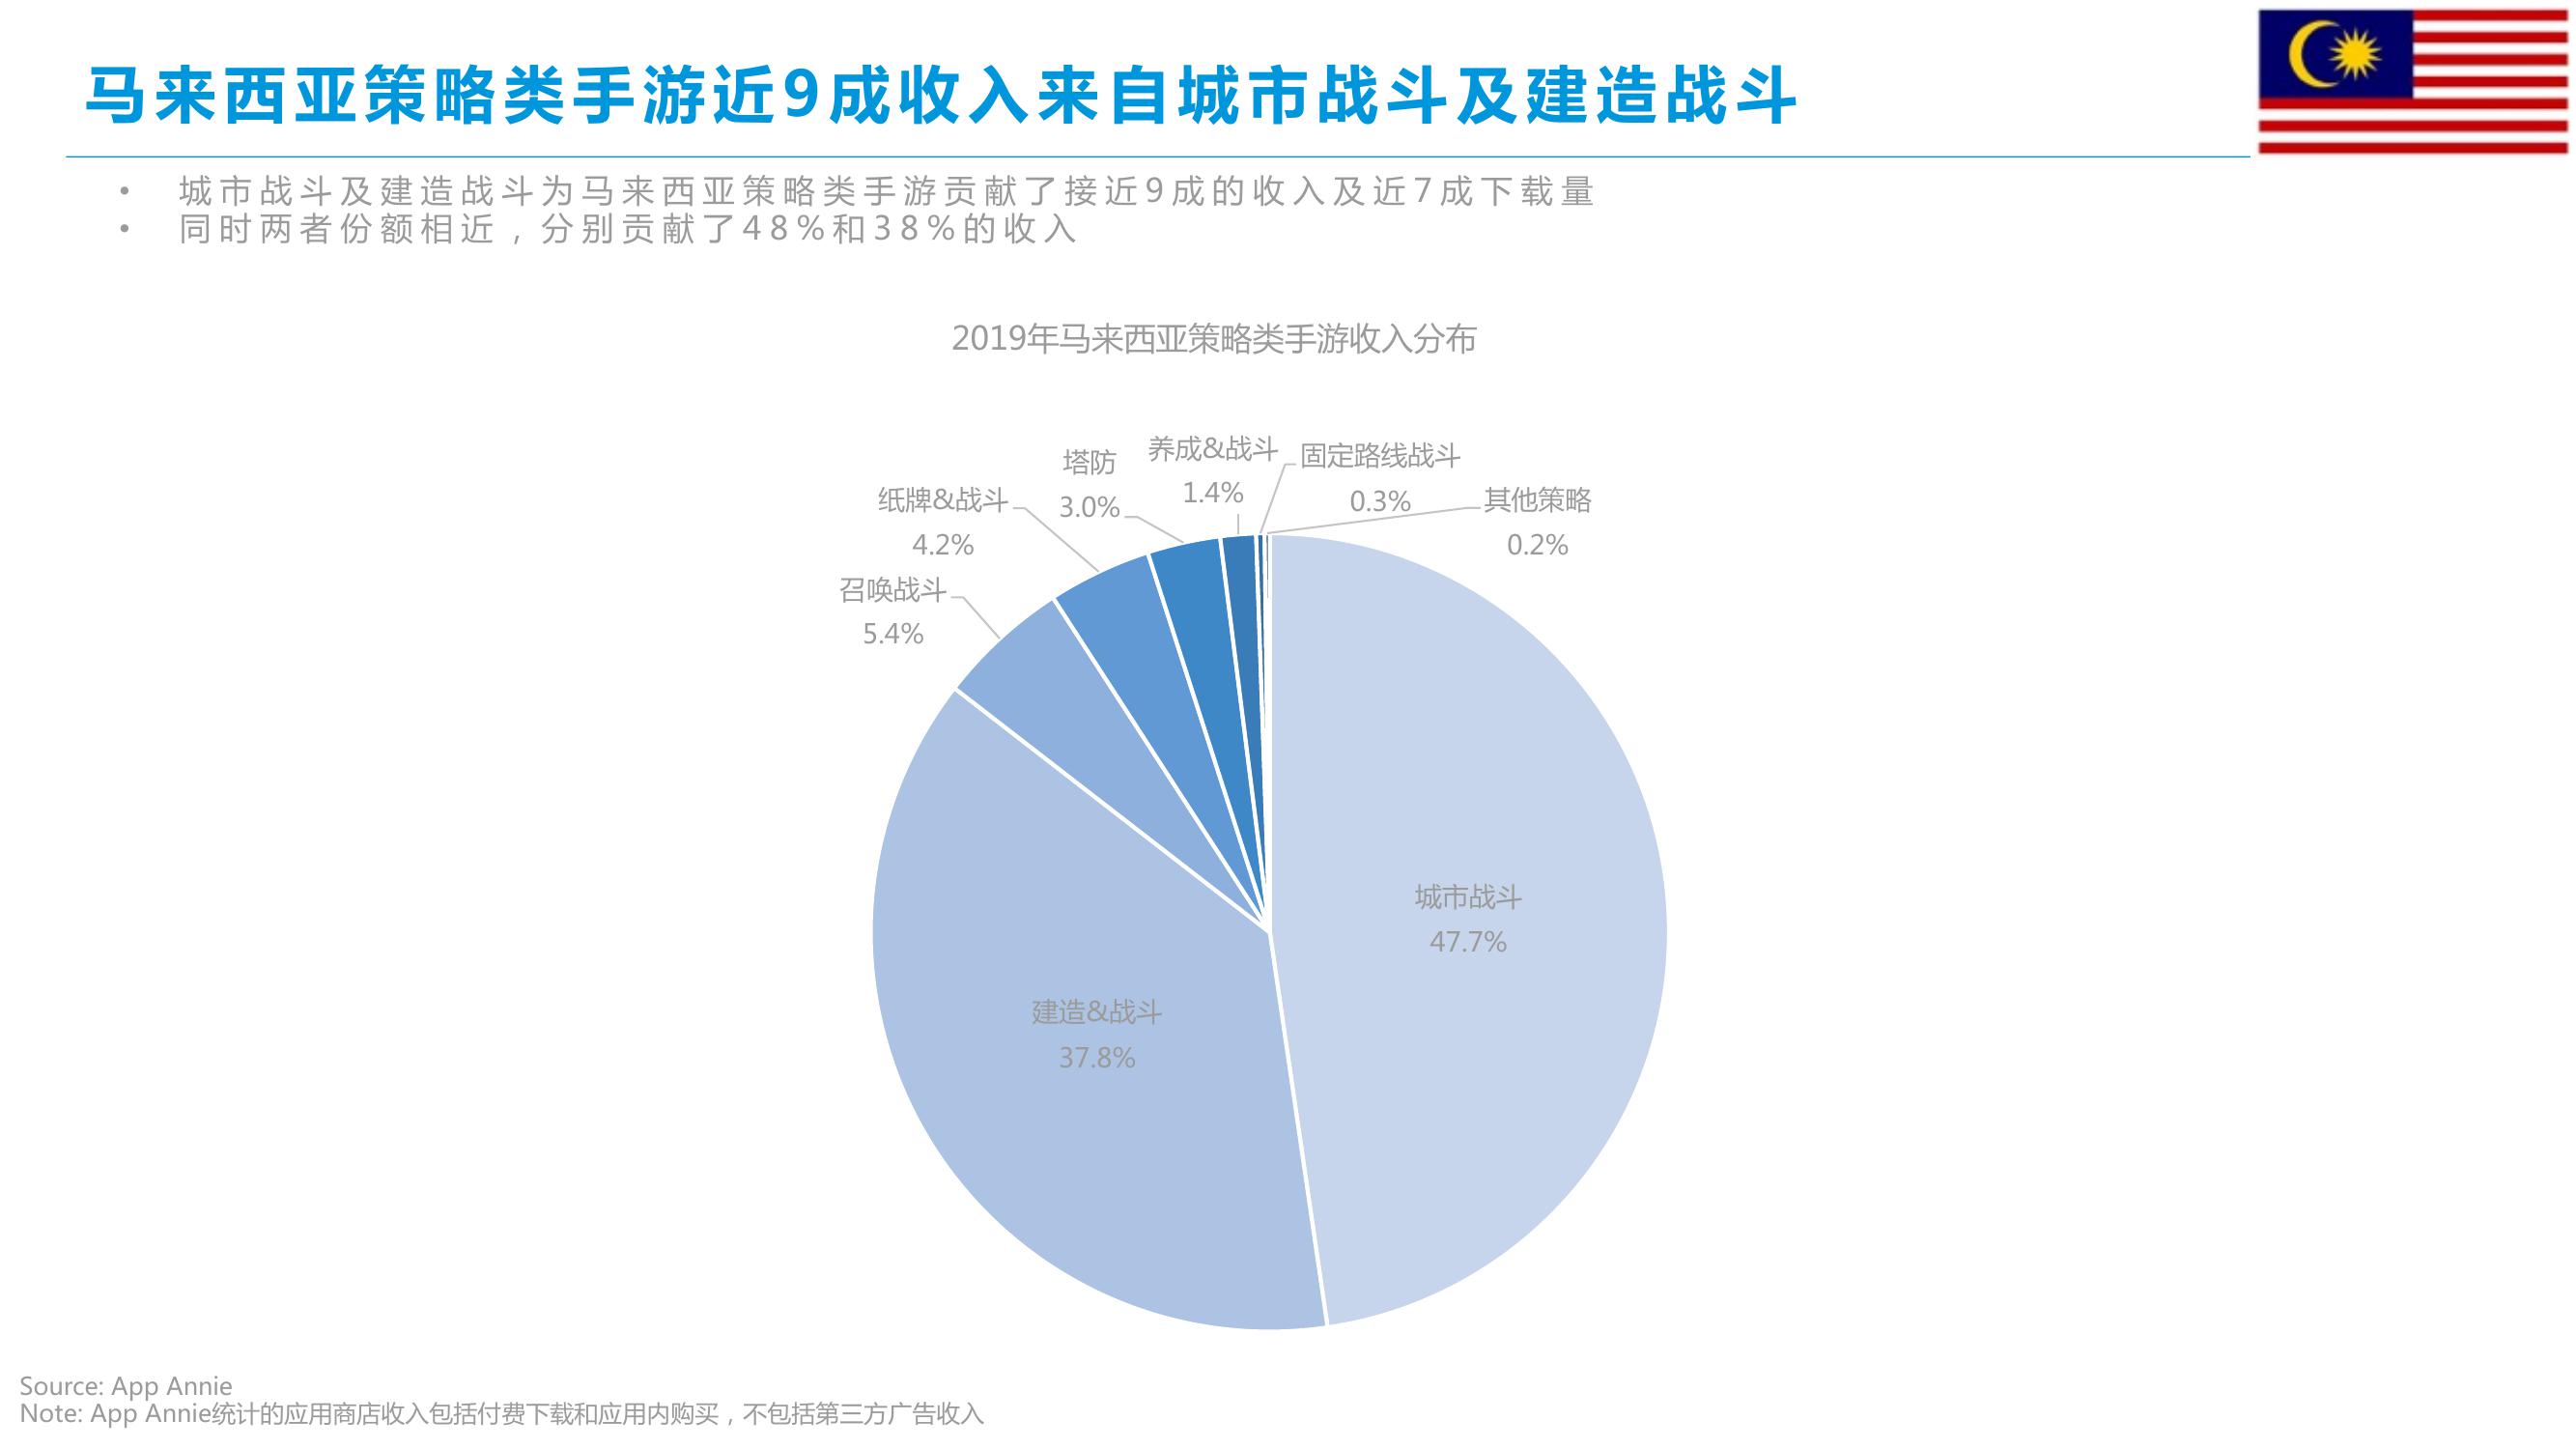 马来西亚策略类手游近9成收入来自城市战斗及建造战斗
• 城市战斗及建造战斗为马来西亚策略类手游贡献了接近9成的收入及近7成下载量
• 同时两者份额相近，分别贡献了48%和38%的收入
2019年马来西亚策略类手游收入分布
养成&战斗
1.4%
固定路线战斗
0.3%
塔防
3.0%
纸牌&战斗
4.2%
其他策略
0.2%
召唤战斗
5.4%
城市战斗
47.7%
建造&战斗
37.8%
Source: App Annie
Note: App Annie统计的应用商店收入包括付费下载和应用内购买，不包括第三方广告收入